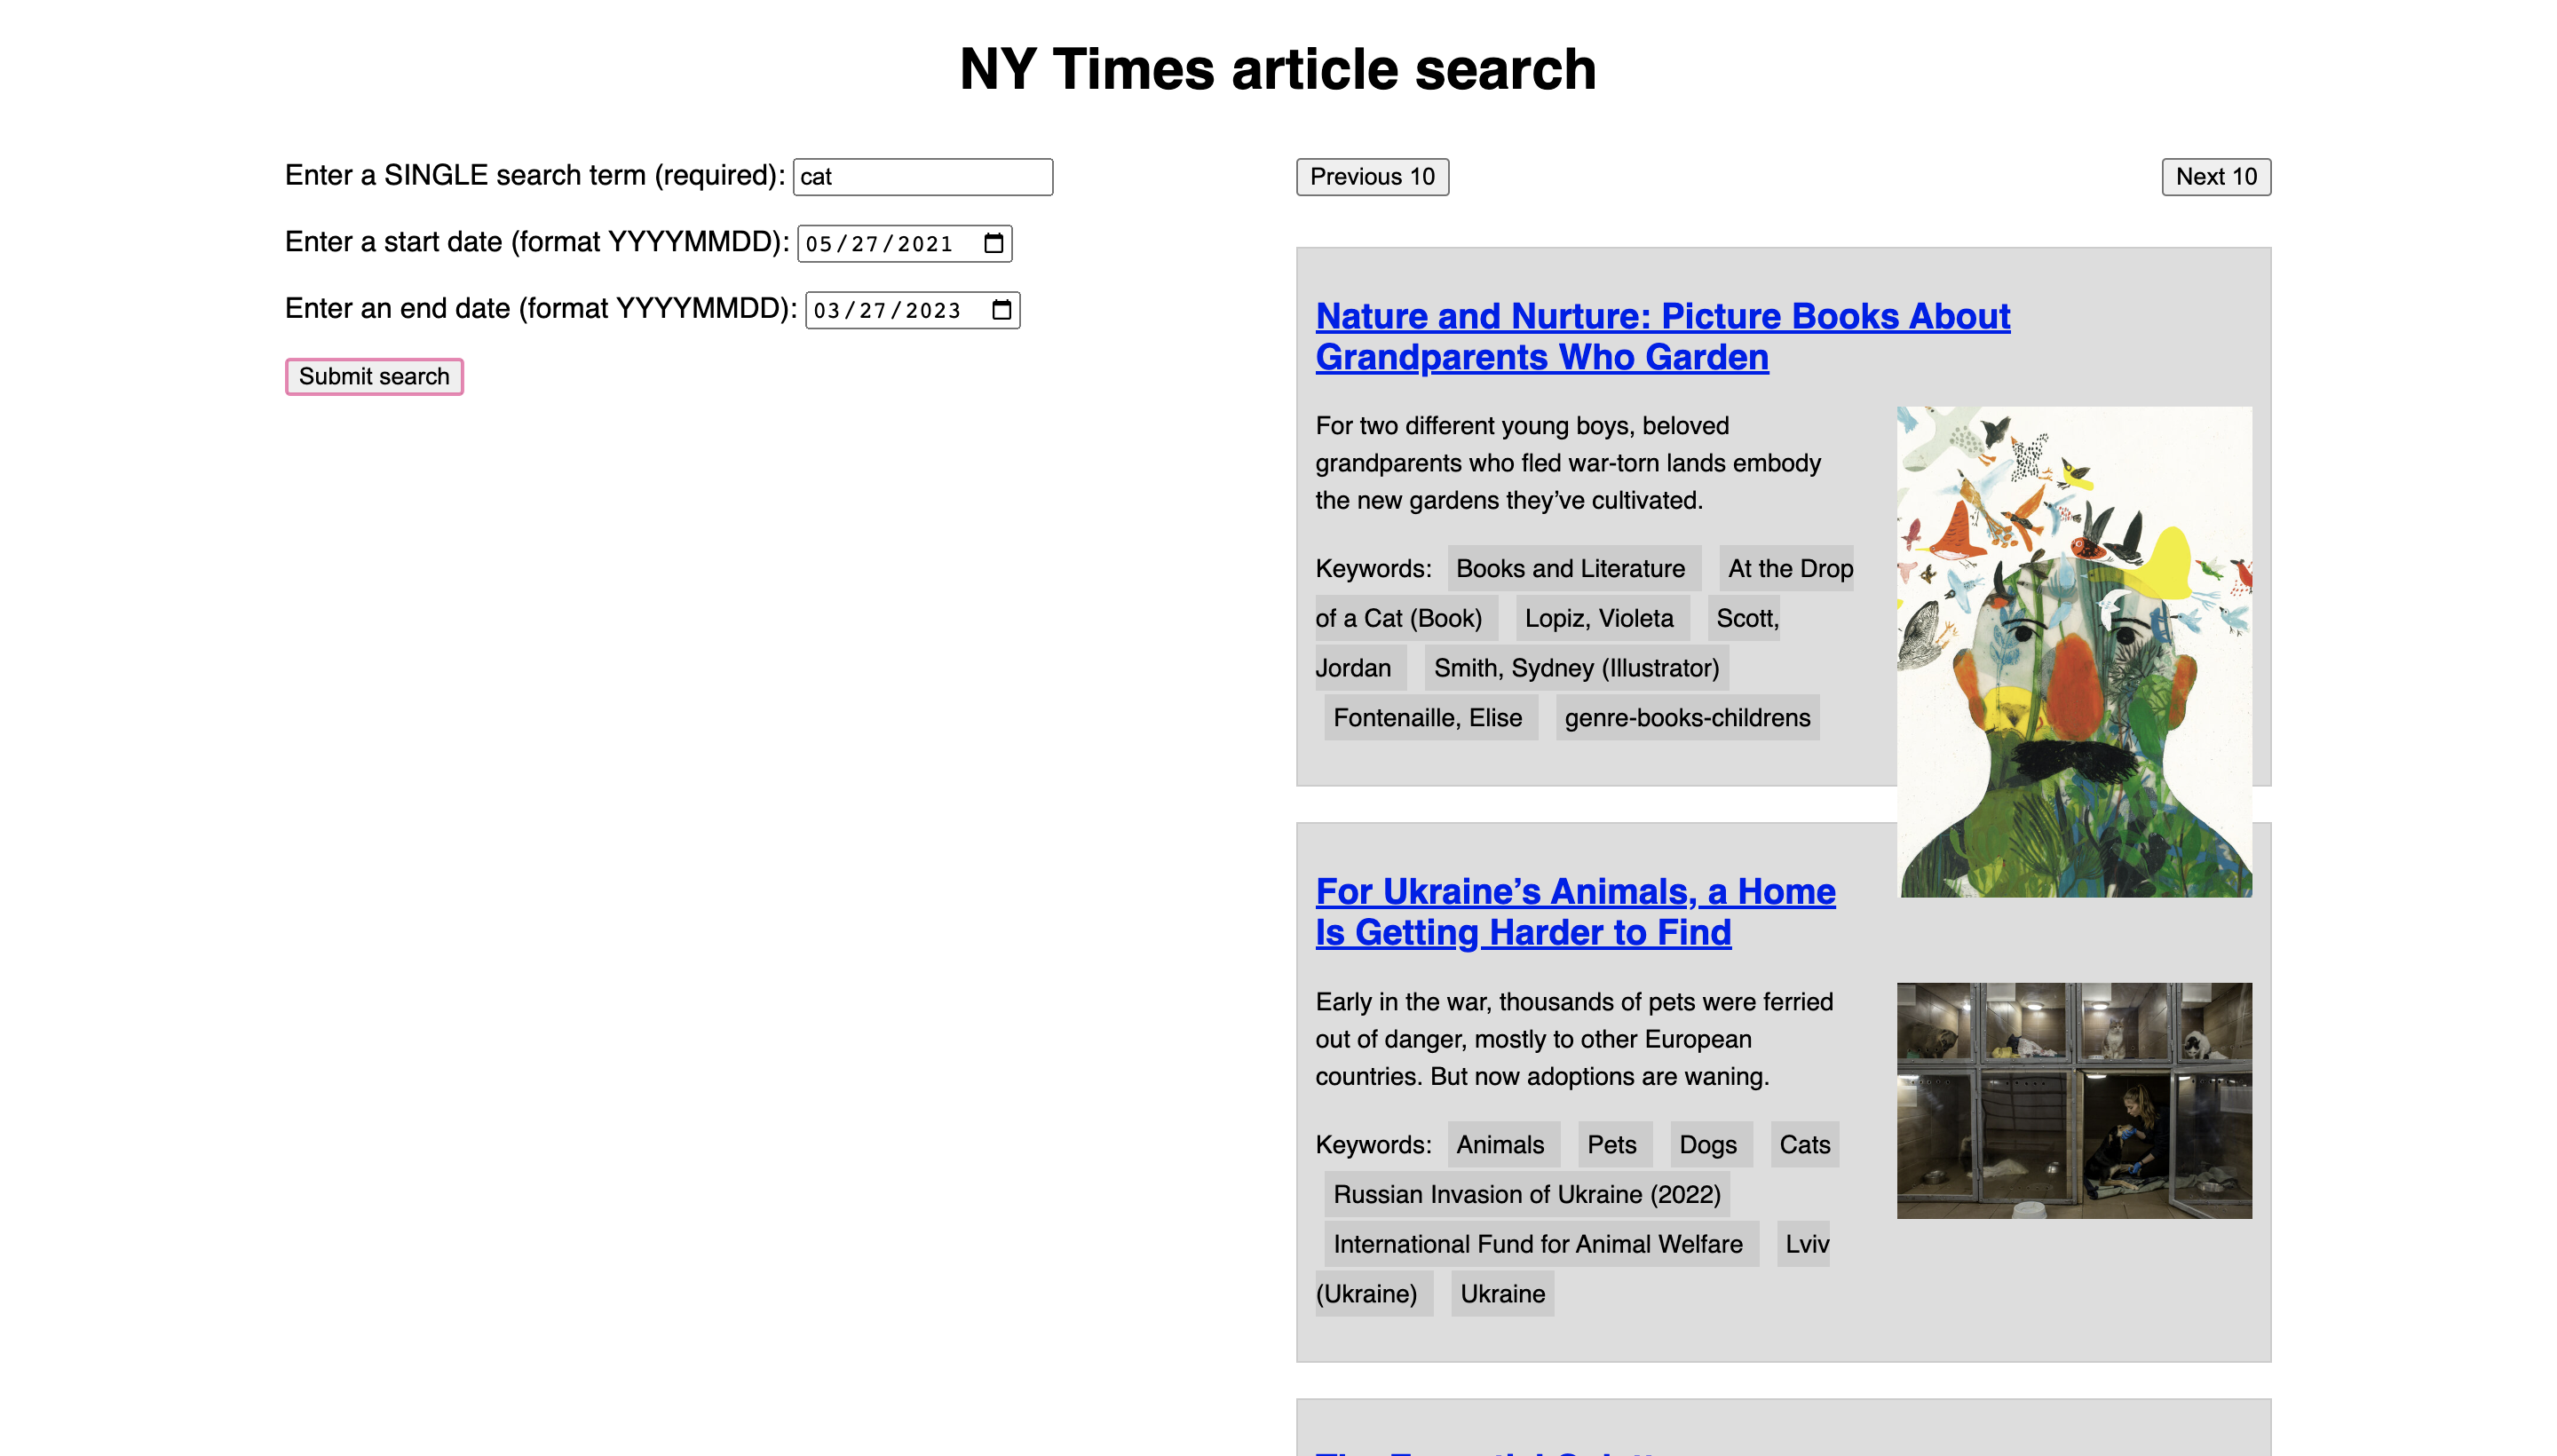 NY Times article search
Enter a SINGLE search term (required): cat
Enter a start date (format YYYYMMDD): 05/27/2021
Enter an end date (format YYYYMMDD): 03/27/2023
Submit search
Previous 10
Next 10
Nature and Nurture: Picture Books About
Grandparents Who Garden
For two different young boys, beloved
grandparents who fled war-torn lands embody
the new gardens they’ve cultivated.
Keywords: Books and Literature At the Drop
of a Cat (Book) Lopiz, Violeta Scott,
Jordan Smith, Sydney (Illustrator)
Fontenaille, Elise genre-books-childrens
For Ukraine’s Animals, a Home
Is Getting Harder to Find
Early in the war, thousands of pets were ferried
out of danger, mostly to other European
countries. But now adoptions are waning.
Keywords: Animals Pets Dogs Cats
Russian Invasion of Ukraine (2022)
International Fund for Animal Welfare Lviv
(Ukraine) Ukraine